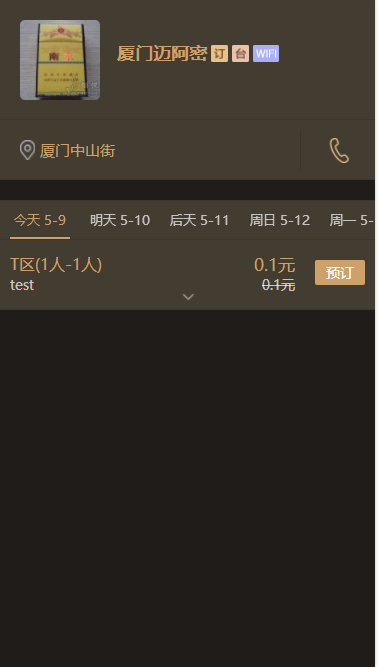 南京
厦门迈阿密 订 台 WIFI
厦门中山街
今天 5-9 明天 5-10 后天 5-11 周日 5-12 周一 5-
T区(1人-1人) 0.1元 预订
test 0.1元